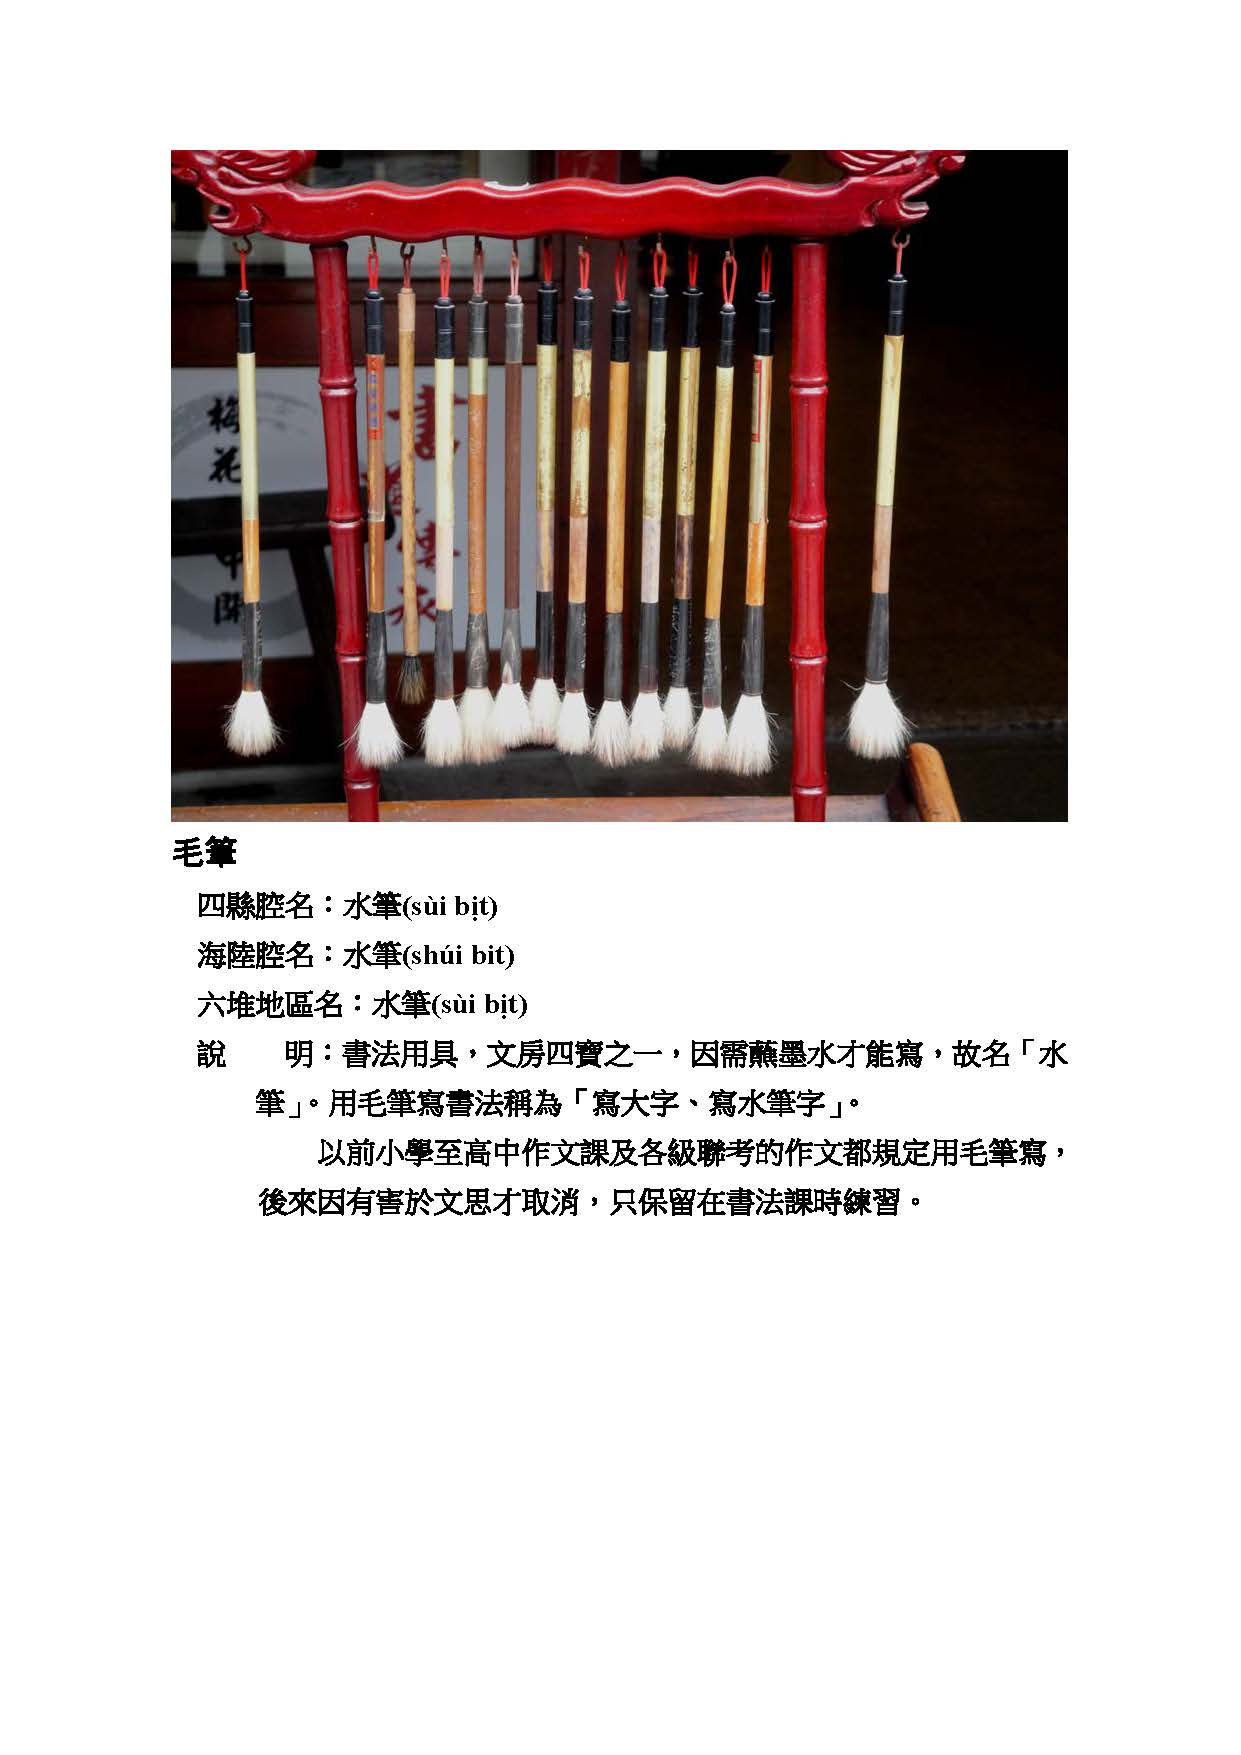 梅
花
中
開
書
傳
承
毛筆
四縣腔名：水筆(sùi bịt)
海陸腔名：水筆(shúi bit)
六堆地區名：水筆(sùi bịt)
說　　明：書法用具，文房四寶之一，因需蘸墨水才能寫，故名「水
筆」。用毛筆寫書法稱為「寫大字、寫水筆字」。
以前小學至高中作文課及各級聯考的作文都規定用毛筆寫，
後來因有害於文思才取消，只保留在書法課時練習。